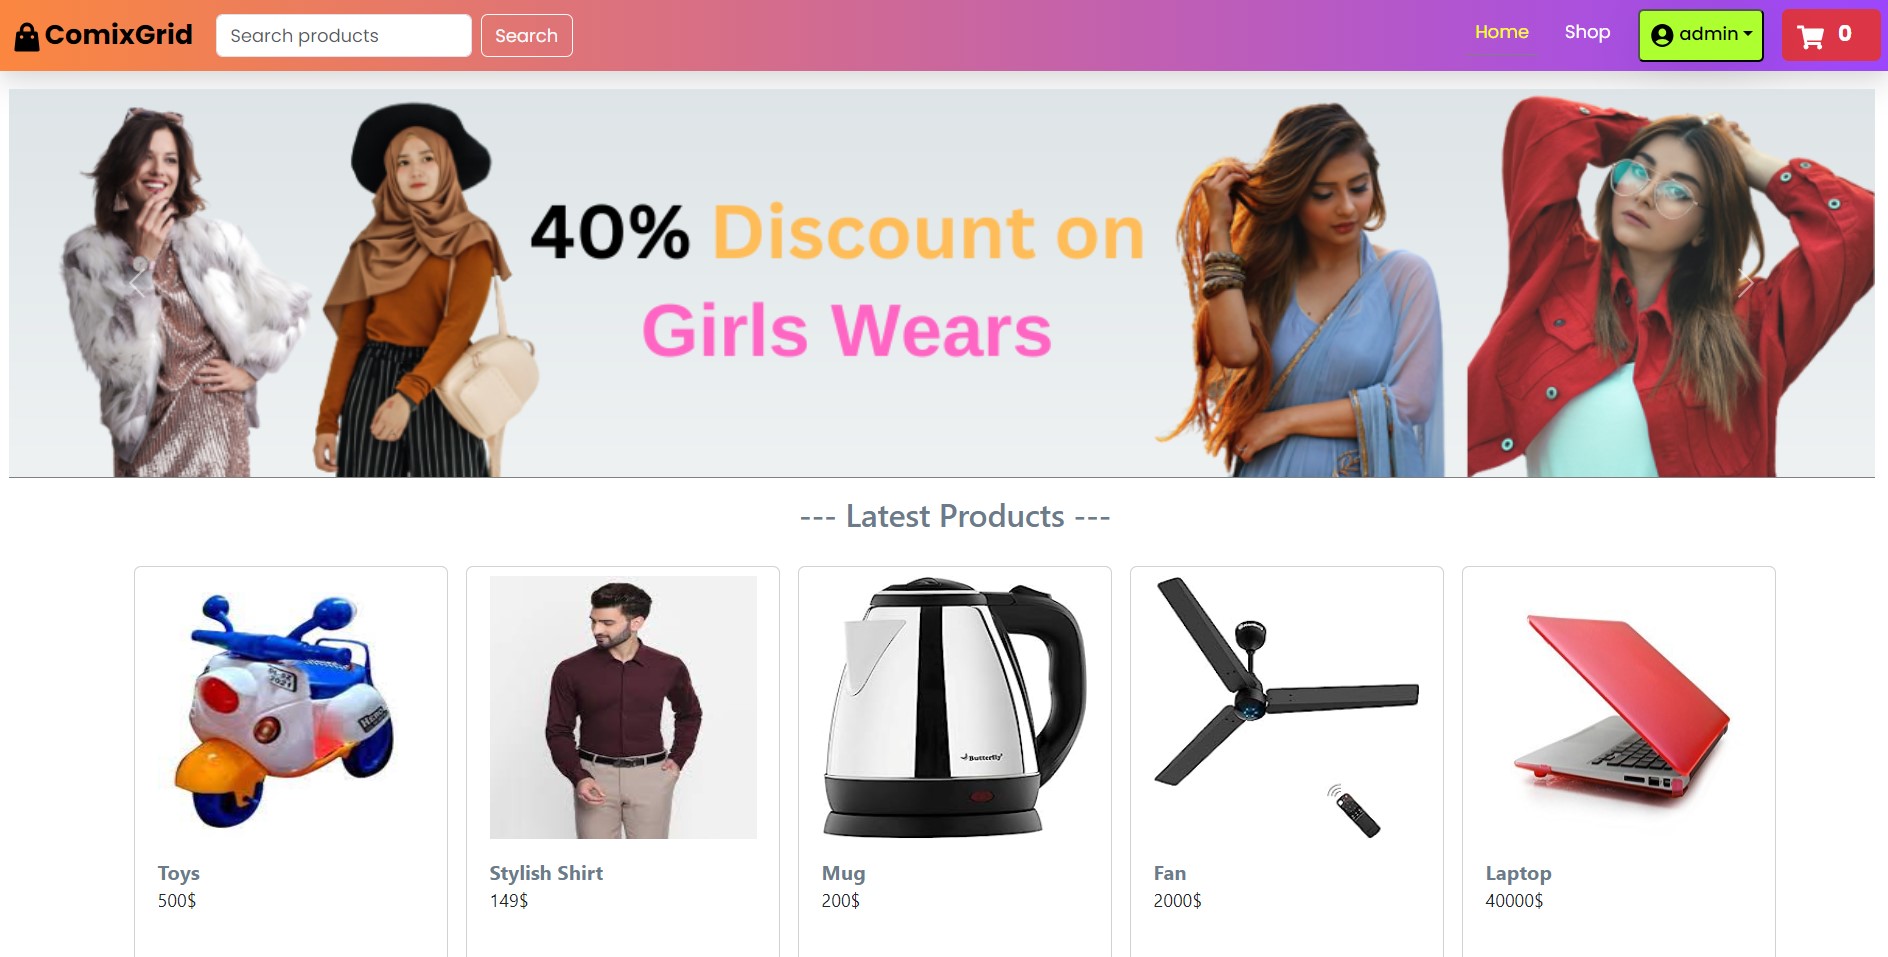 ComixGrid
Search products
Search
Home
Shop
admin
0
40% Discount on
Girls Wears
--- Latest Products ---
Butterfly
Toys
500$
Stylish Shirt
149$
Mug
200$
Fan
2000$
Laptop
40000$